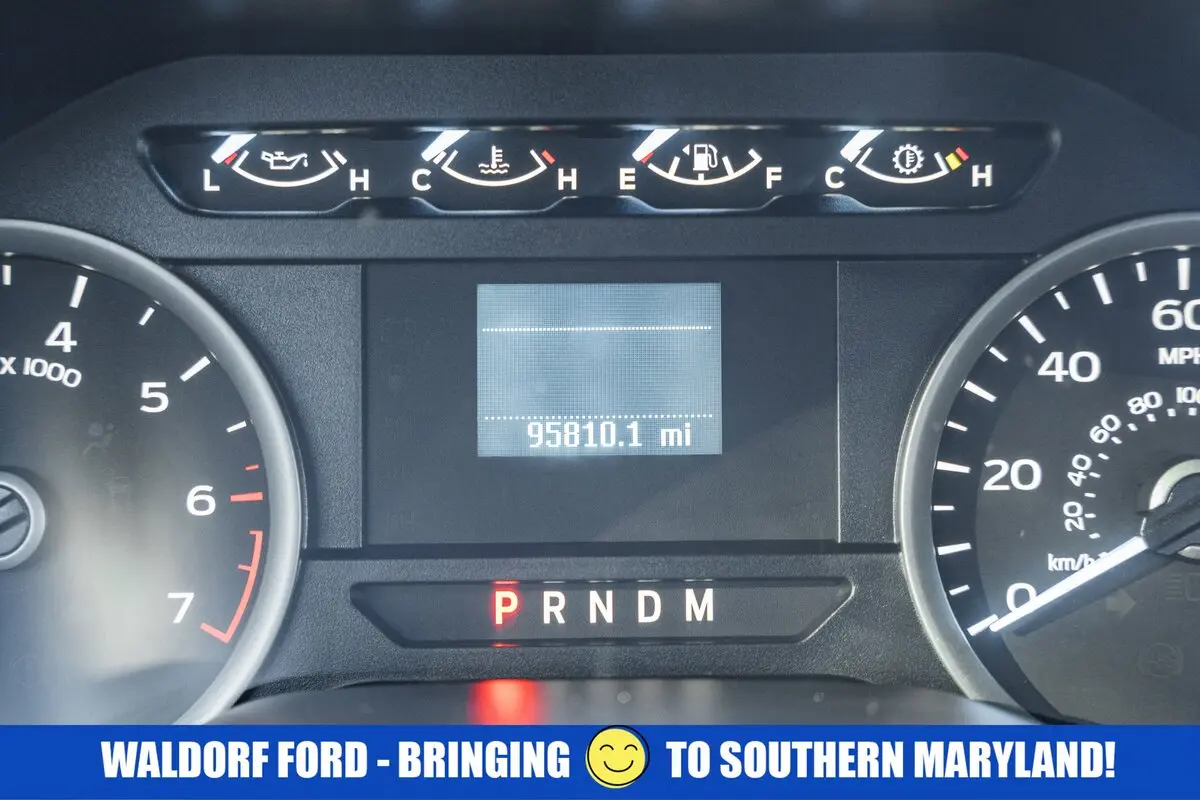 L H C H E F C H
4
X 1000
5
6
7
95810.1 mi
60
MPH
40
20
0
100
80
60
40
20
km/h
P R N D M
WALDORF FORD - BRINGING TO SOUTHERN MARYLAND!